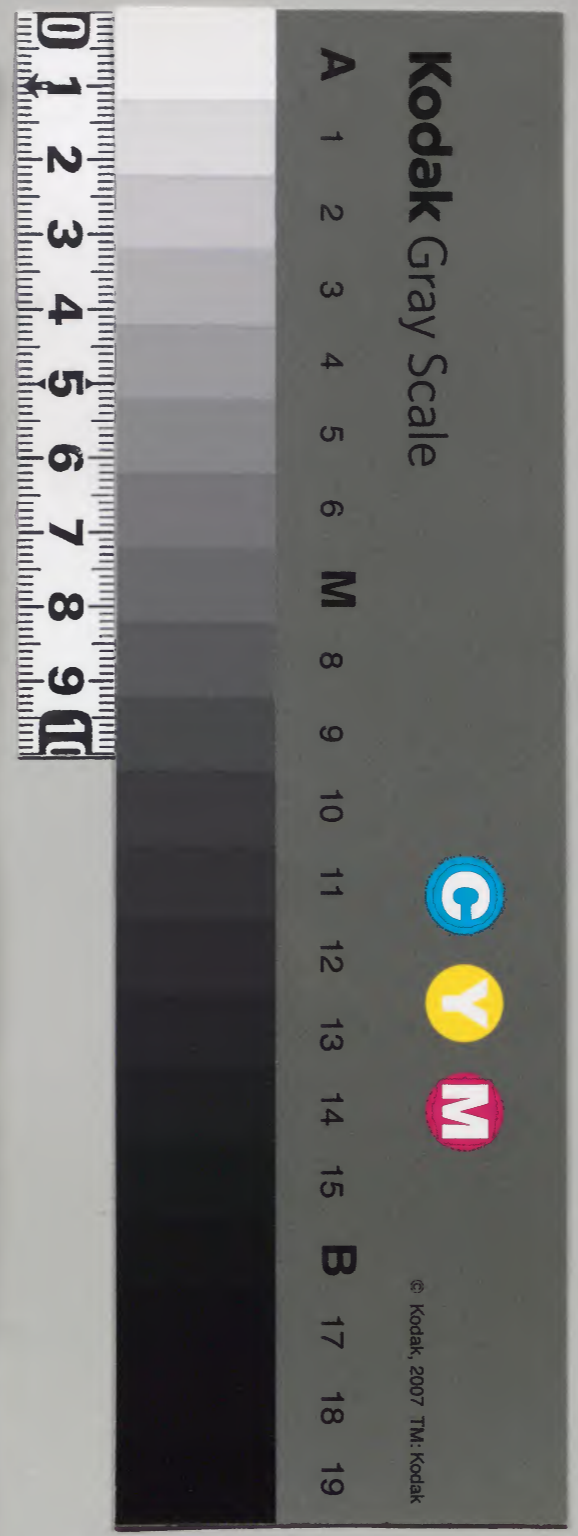 Kodak Gray Scale
C Y M
© Kodak, 2007 TM: Kodak
A 1 2 3 4 5 6 M 8 9 10 11 12 13 14 15 B 17 18 19
0 1 2 3 4 5 6 7 8 9 10